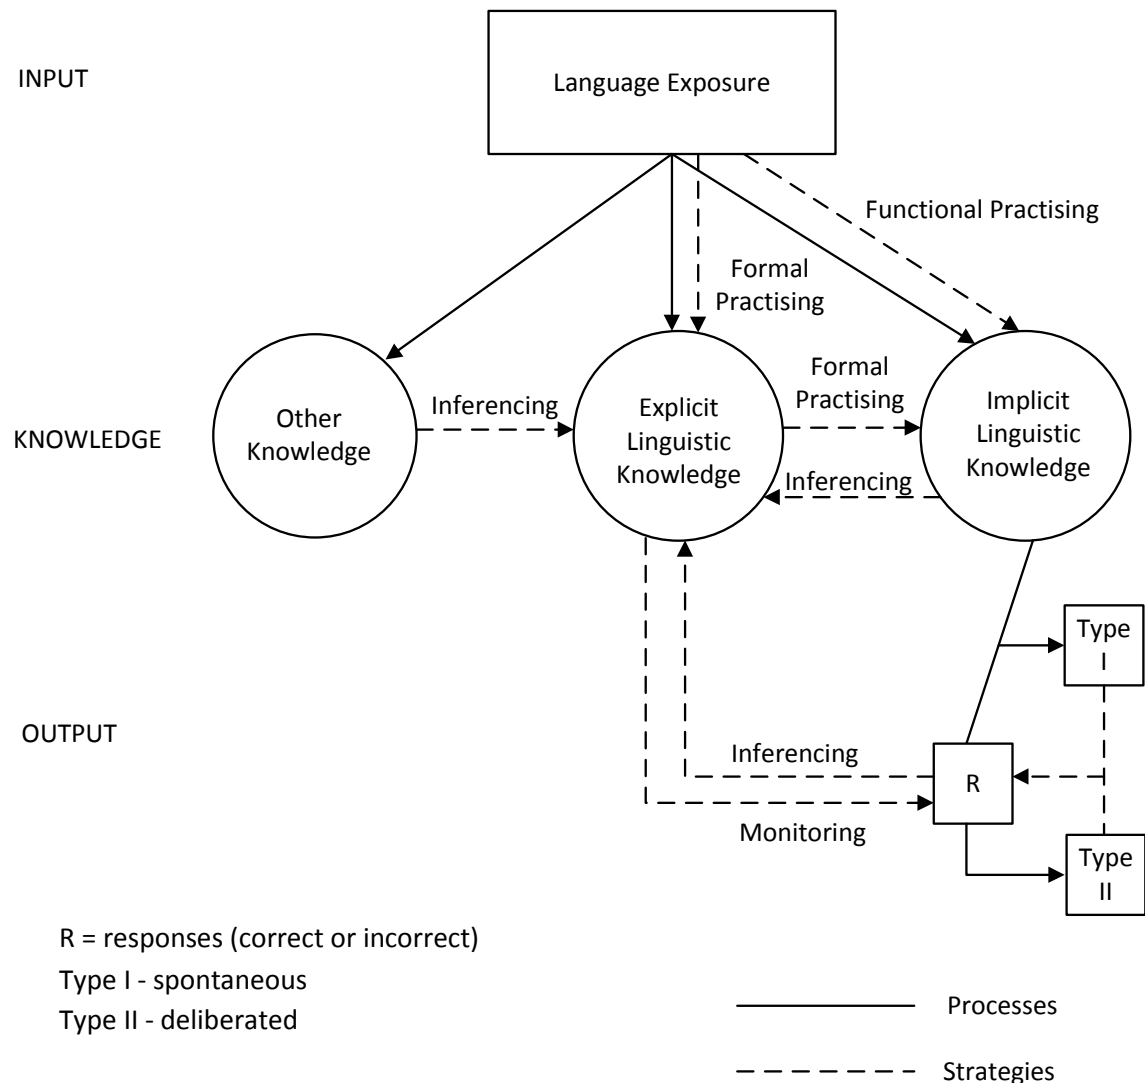 INPUT
Language Exposure
Functional Practising
Formal
Practising
KNOWLEDGE
Other
Knowledge
Inferencing
Explicit
Linguistic
Knowledge
Formal
Practising
Inferencing
Implicit
Linguistic
Knowledge
Type
I
OUTPUT
Inferencing
R
Monitoring
Type
II
R = responses (correct or incorrect)
Type I - spontaneous
Type II - deliberated
Processes
Strategies